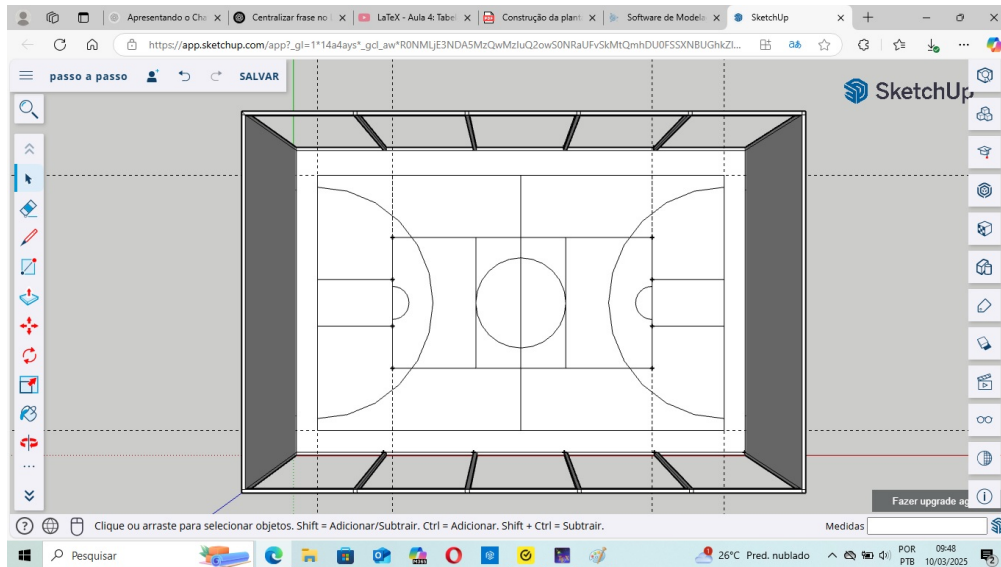 Apresentando o Cha
Centralizar frase no
LaTeX - Aula 4: Tabel
Construção da plant
Software de Modela
SketchUp
https://app.sketchup.com/app?_gl=1*14a4ays*_gcl_aw*R0NMLjE3NDA5MzQwMzIuQ2owS0NRaUFvSkMtQmhDU0FSSXNBUGhkZl...
passo a passo
SALVAR
SketchUp
Fazer upgrade ag
Clique ou arraste para selecionar objetos. Shift = Adicionar/Subtrair. Ctrl = Adicionar. Shift + Ctrl = Subtrair.
Medidas
Pesquisar
26°C Pred. nublado
POR
PTB
09:48
10/03/2025